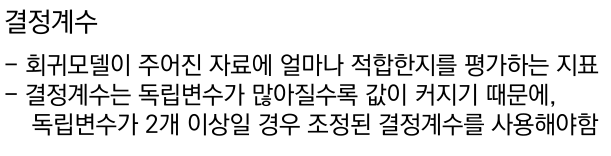 결정계수
- 회귀모델이 주어진 자료에 얼마나 적합한지를 평가하는 지표
- 결정계수는 독립변수가 많아질수록 값이 커지기 때문에,
독립변수가 2개 이상일 경우 조정된 결정계수를 사용해야함